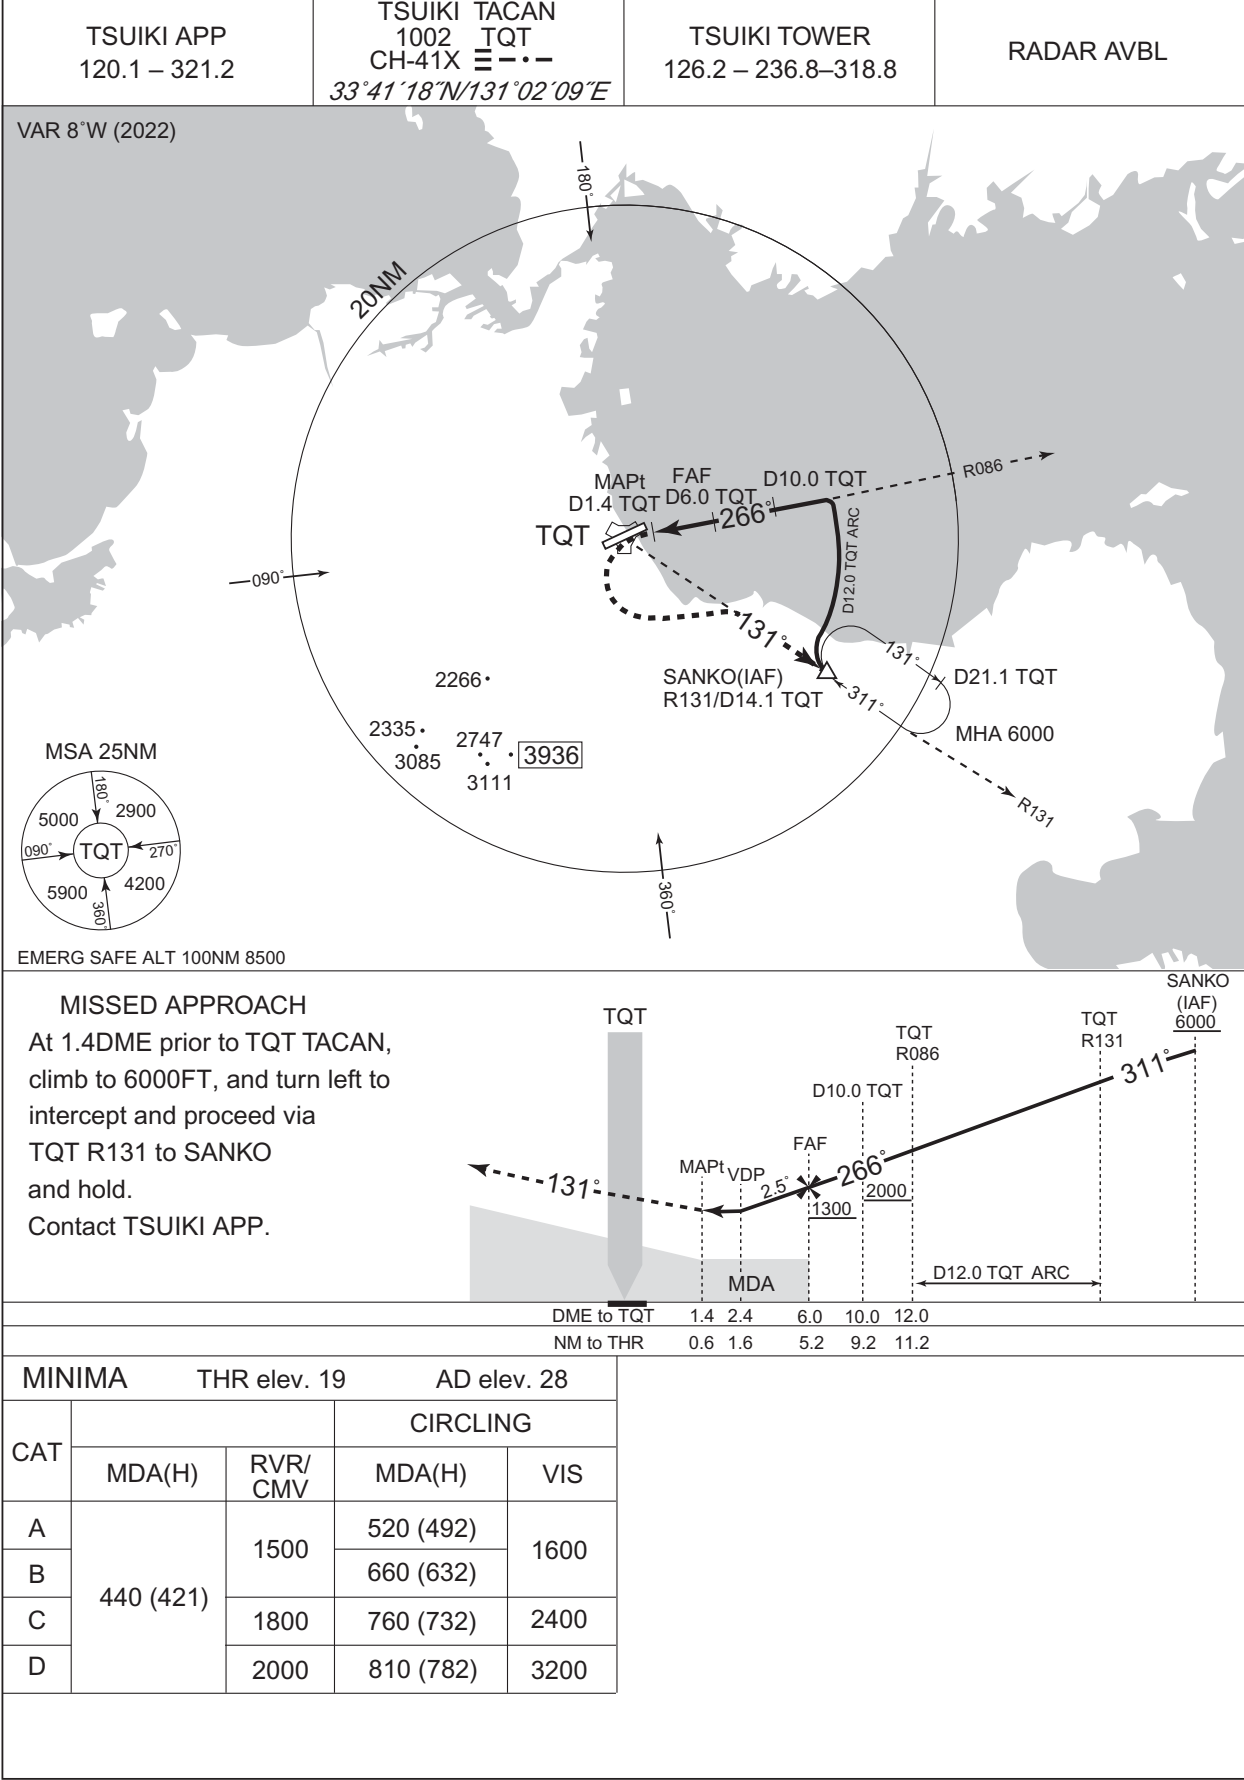 TSUIKI APP
120.1 – 321.2
TSUIKI TACAN
1002 TQT
CH-41X
33°41´18˝N/131°02´09˝E
TSUIKI TOWER
126.2 – 236.8–318.8
RADAR AVBL
VAR 8°W (2022)
180°
20NM
R086
MAPt
D1.4 TQT
FAF
D6.0 TQT
D10.0 TQT
266°
TQT
D12.0 TQT ARC
090°
131°
131°
SANKO(IAF)
R131/D14.1 TQT
311°
D21.1 TQT
MHA 6000
R131
2266
2335
3085
2747
3111
3936
360°
MSA 25NM
180°
5000
2900
090°
TQT
270°
5900
4200
360°
EMERG SAFE ALT 100NM 8500
MISSED APPROACH
At 1.4DME prior to TQT TACAN,
climb to 6000FT, and turn left to
intercept and proceed via
TQT R131 to SANKO
and hold.
Contact TSUIKI APP.
TQT
SANKO
(IAF)
6000
TQT
R131
TQT
R086
311°
D10.0 TQT
FAF
MAPt
VDP
2.5°
266°
131°
2000
1300
D12.0 TQT ARC
MDA
DME to TQT 1.4 2.4 6.0 10.0 12.0
NM to THR 0.6 1.6 5.2 9.2 11.2
MINIMA THR elev. 19 AD elev. 28
CAT
CIRCLING
MDA(H)
RVR/
CMV
MDA(H)
VIS
A
B
C
D
440 (421)
1500
1800
2000
520 (492)
660 (632)
760 (732)
810 (782)
1600
2400
3200